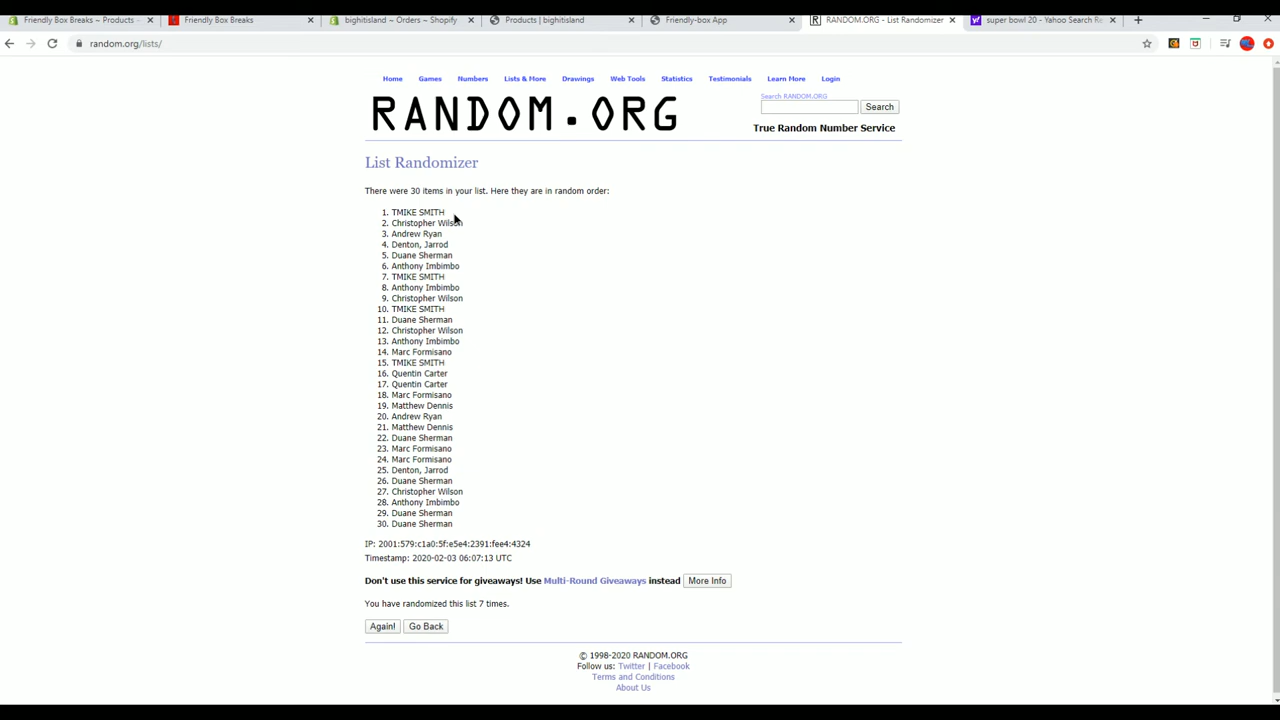 Friendly Box Breaks ~ Products ~
Friendly Box Breaks
bighitisland ~ Orders ~ Shopify
Products | bighitisland
Friendly-box App
RANDOM.ORG - List Randomizer
super bowl 20 - Yahoo Search Re
random.org/lists/
Home Games Numbers Lists & More Drawings Web Tools Statistics Testimonials Learn More Login
RANDOM.ORG
Search RANDOM.ORG
Search
True Random Number Service
List Randomizer
There were 30 items in your list. Here they are in random order:
1. TMIKE SMITH
2. Christopher Wilson
3. Andrew Ryan
4. Denton, Jarrod
5. Duane Sherman
6. Anthony Imbimbo
7. TMIKE SMITH
8. Anthony Imbimbo
9. Christopher Wilson
10. TMIKE SMITH
11. Duane Sherman
12. Christopher Wilson
13. Anthony Imbimbo
14. Marc Formisano
15. TMIKE SMITH
16. Quentin Carter
17. Quentin Carter
18. Marc Formisano
19. Matthew Dennis
20. Andrew Ryan
21. Matthew Dennis
22. Duane Sherman
23. Marc Formisano
24. Marc Formisano
25. Denton, Jarrod
26. Duane Sherman
27. Christopher Wilson
28. Anthony Imbimbo
29. Duane Sherman
30. Duane Sherman
IP: 2001:579:c1a0:5f:e5e4:2391:fee4:4324
Timestamp: 2020-02-03 06:07:13 UTC
Don't use this service for giveaways! Use Multi-Round Giveaways instead More Info
You have randomized this list 7 times.
Again! Go Back
© 1998-2020 RANDOM.ORG
Follow us: Twitter | Facebook
Terms and Conditions
About Us